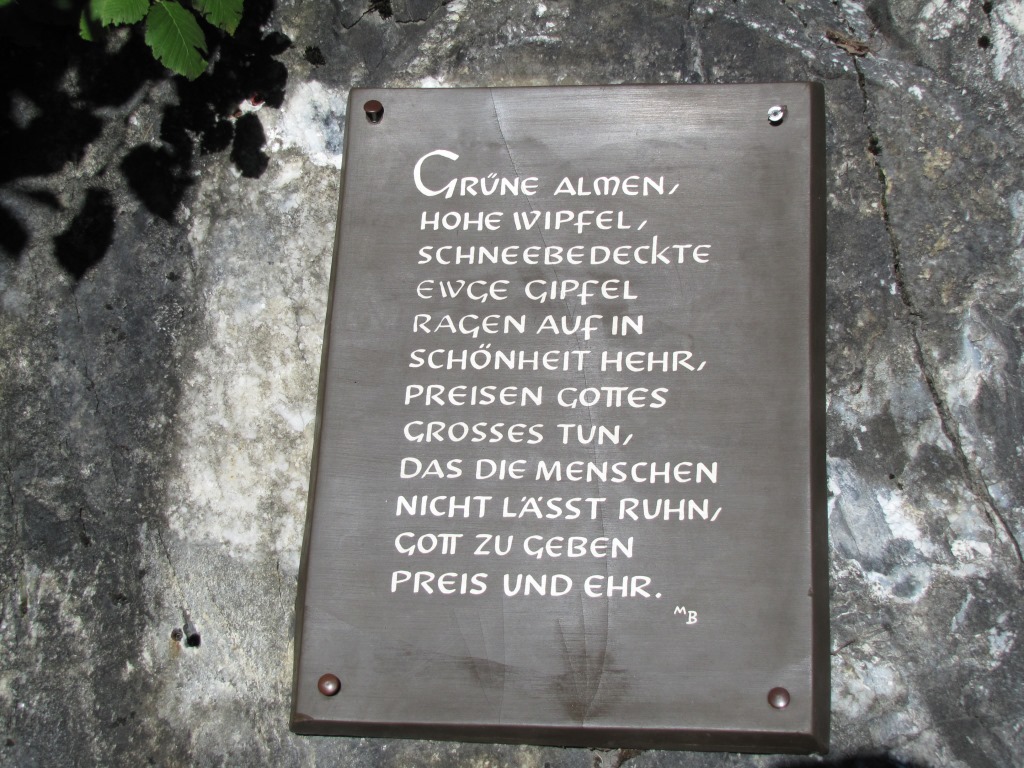 GRÜNE ALMEN,
HOHE WIPFEL,
SCHNEEBEDECKTE
EWGE GIPFEL
RAGEN AUF IN
SCHÖNHEIT HEHR,
PREISEN GOTTES
GROSSES TUN,
DAS DIE MENSCHEN
NICHT LÄSST RUHN,
GOTT ZU GEBEN
PREIS UND EHR.
MB